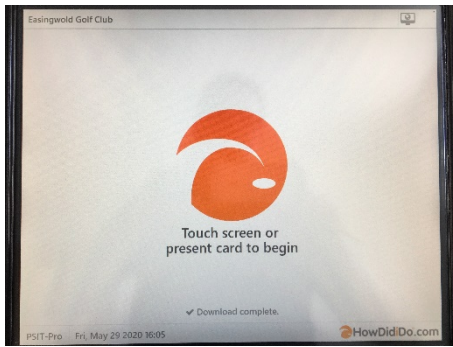 Easingwold Golf Club
Touch screen or
present card to begin
✔ Download complete.
PSIT-Pro Fri, May 29 2020 16:05 HowDidiDo.com